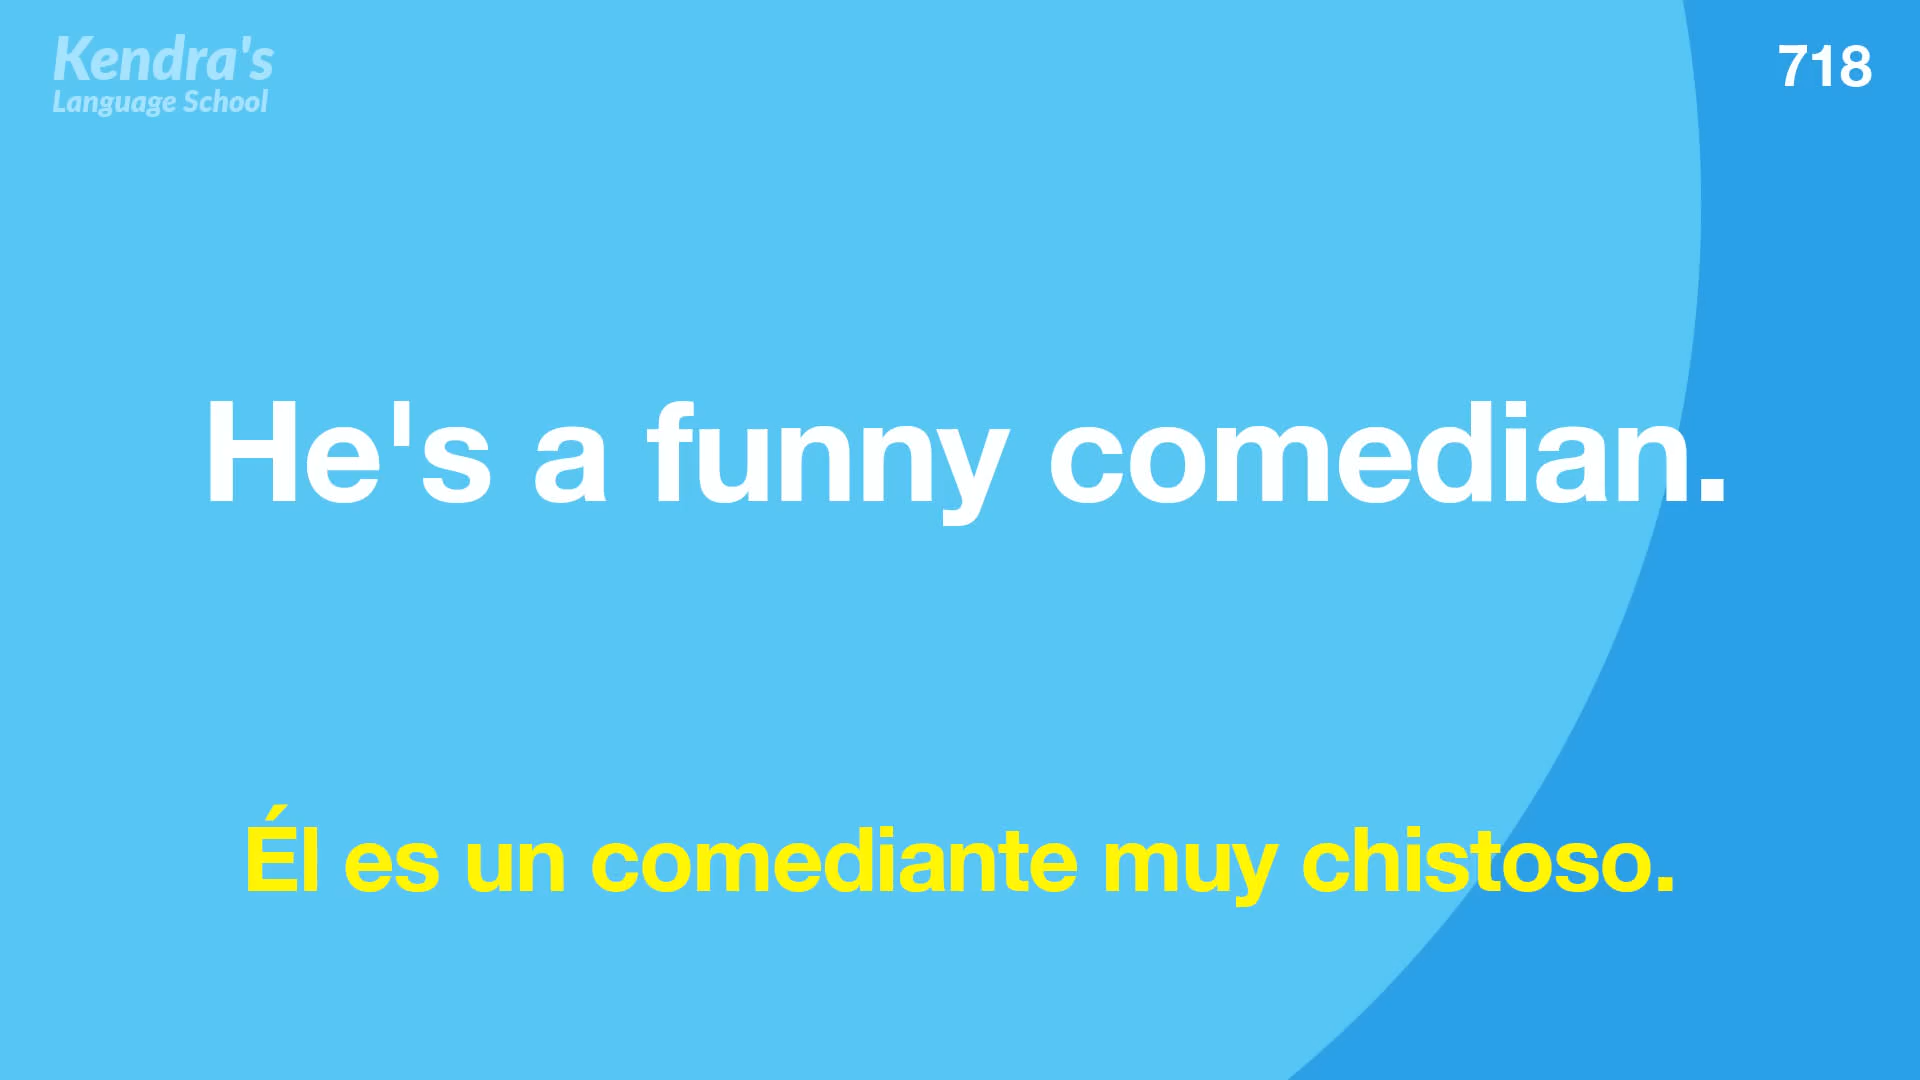 Kendra's
Language School
718
He's a funny comedian.
Él es un comediante muy chistoso.